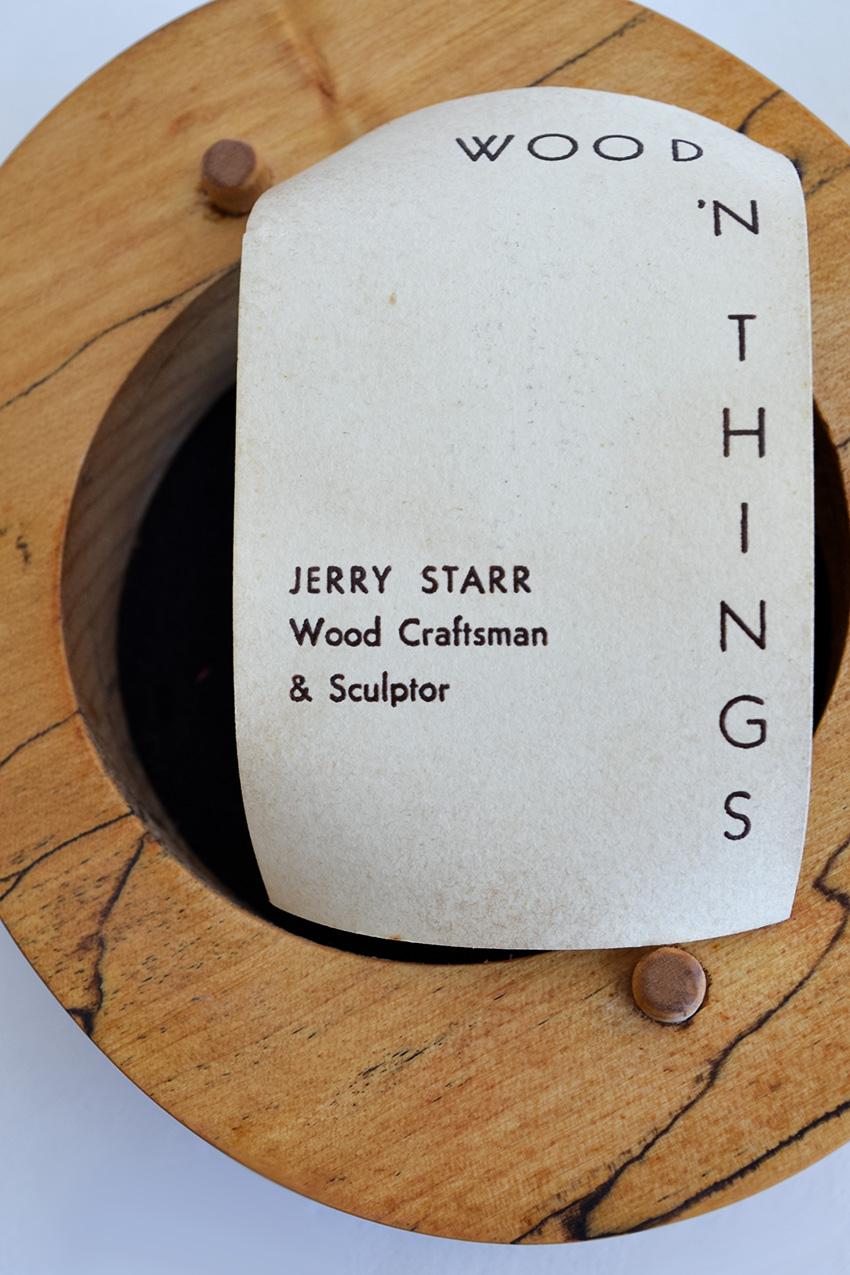 WOOD
'N
THINGS
JERRY STARR
Wood Craftsman
& Sculptor